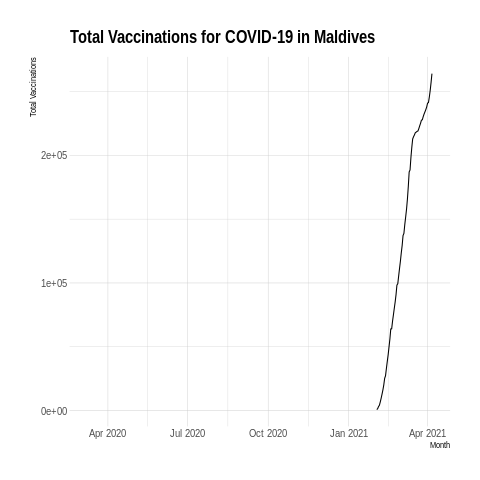 Total Vaccinations for COVID-19 in Maldives
Total Vaccinations
2e+05
1e+05
0e+00
Apr 2020 Jul 2020 Oct 2020 Jan 2021 Apr 2021
Month